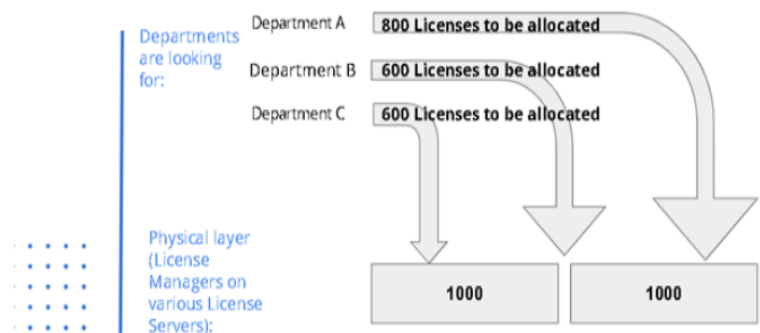 Departments
are looking
for:
Department A
800 Licenses to be allocated
Department B
600 Licenses to be allocated
Department C
600 Licenses to be allocated
Physical layer
(License
Managers on
various License
Servers):
1000
1000